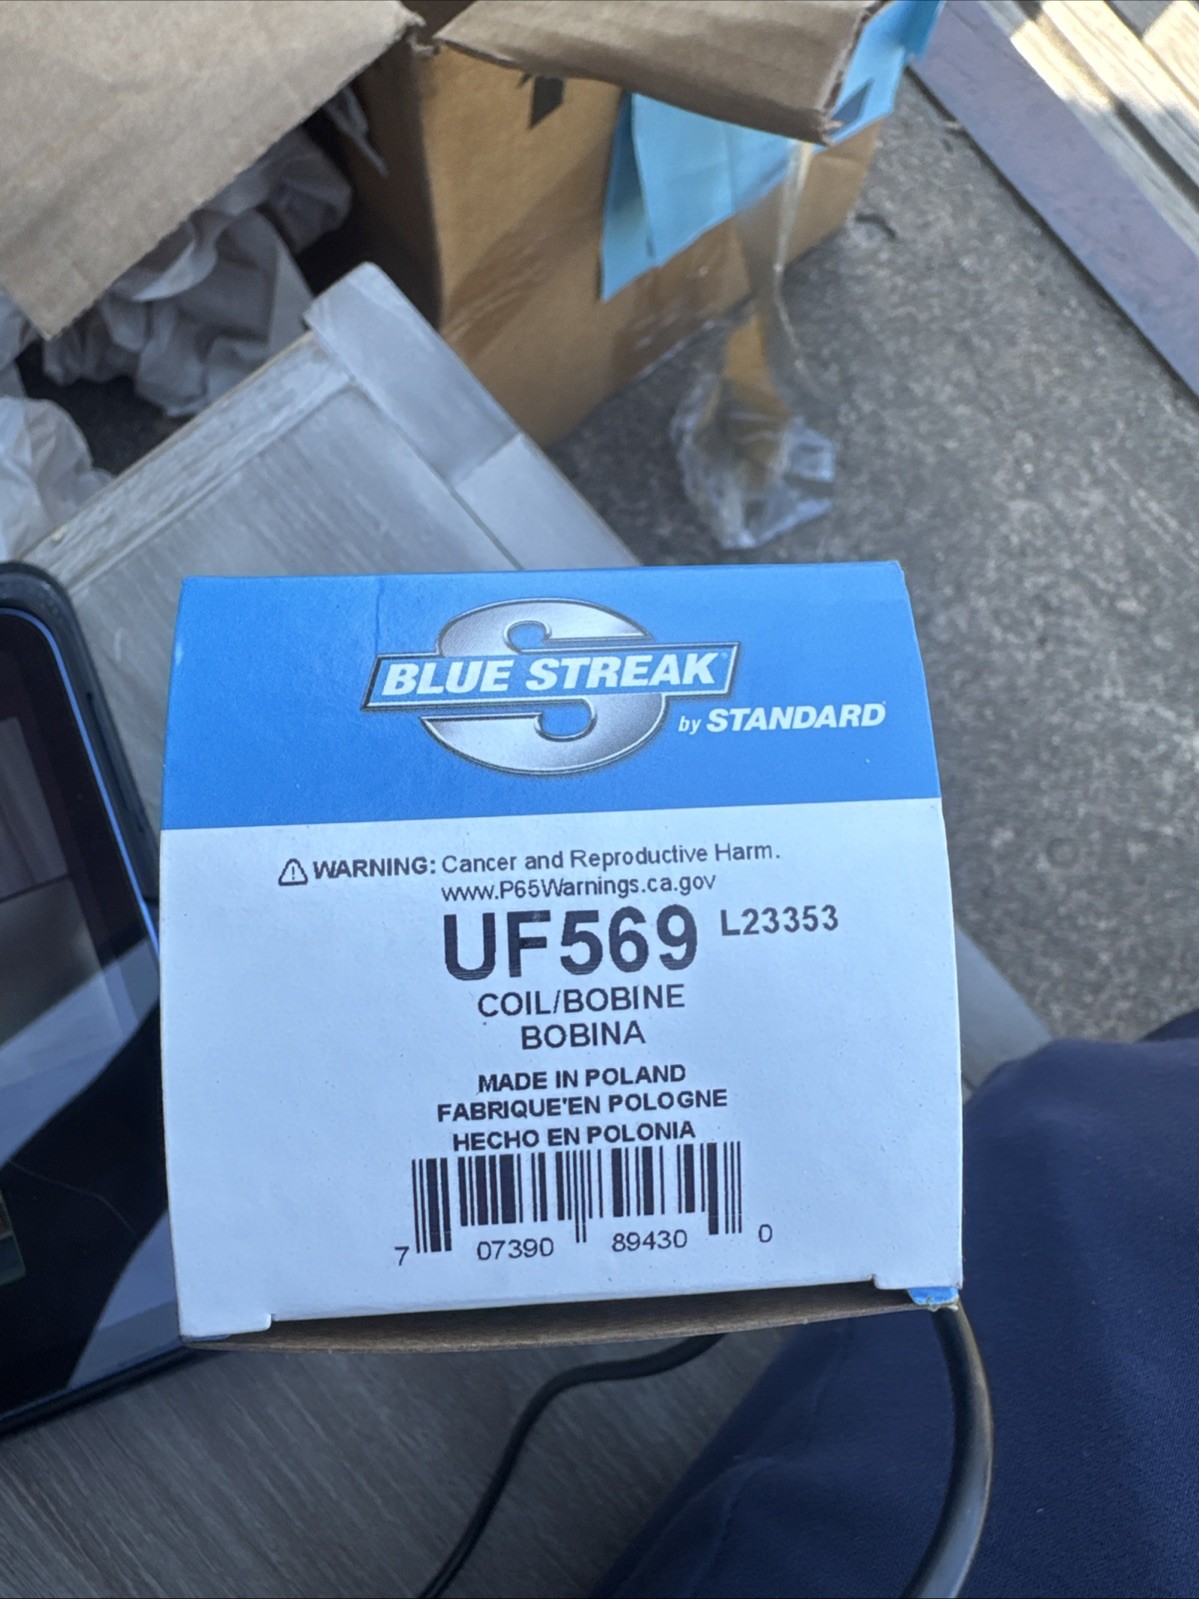 BLUE STREAK®
by STANDARD
⚠ WARNING: Cancer and Reproductive Harm.
www.P65Warnings.ca.gov
UF569 L23353
COIL/BOBINE
BOBINA
MADE IN POLAND
FABRIQUE'EN POLOGNE
HECHO EN POLONIA
7 07390 89430 0